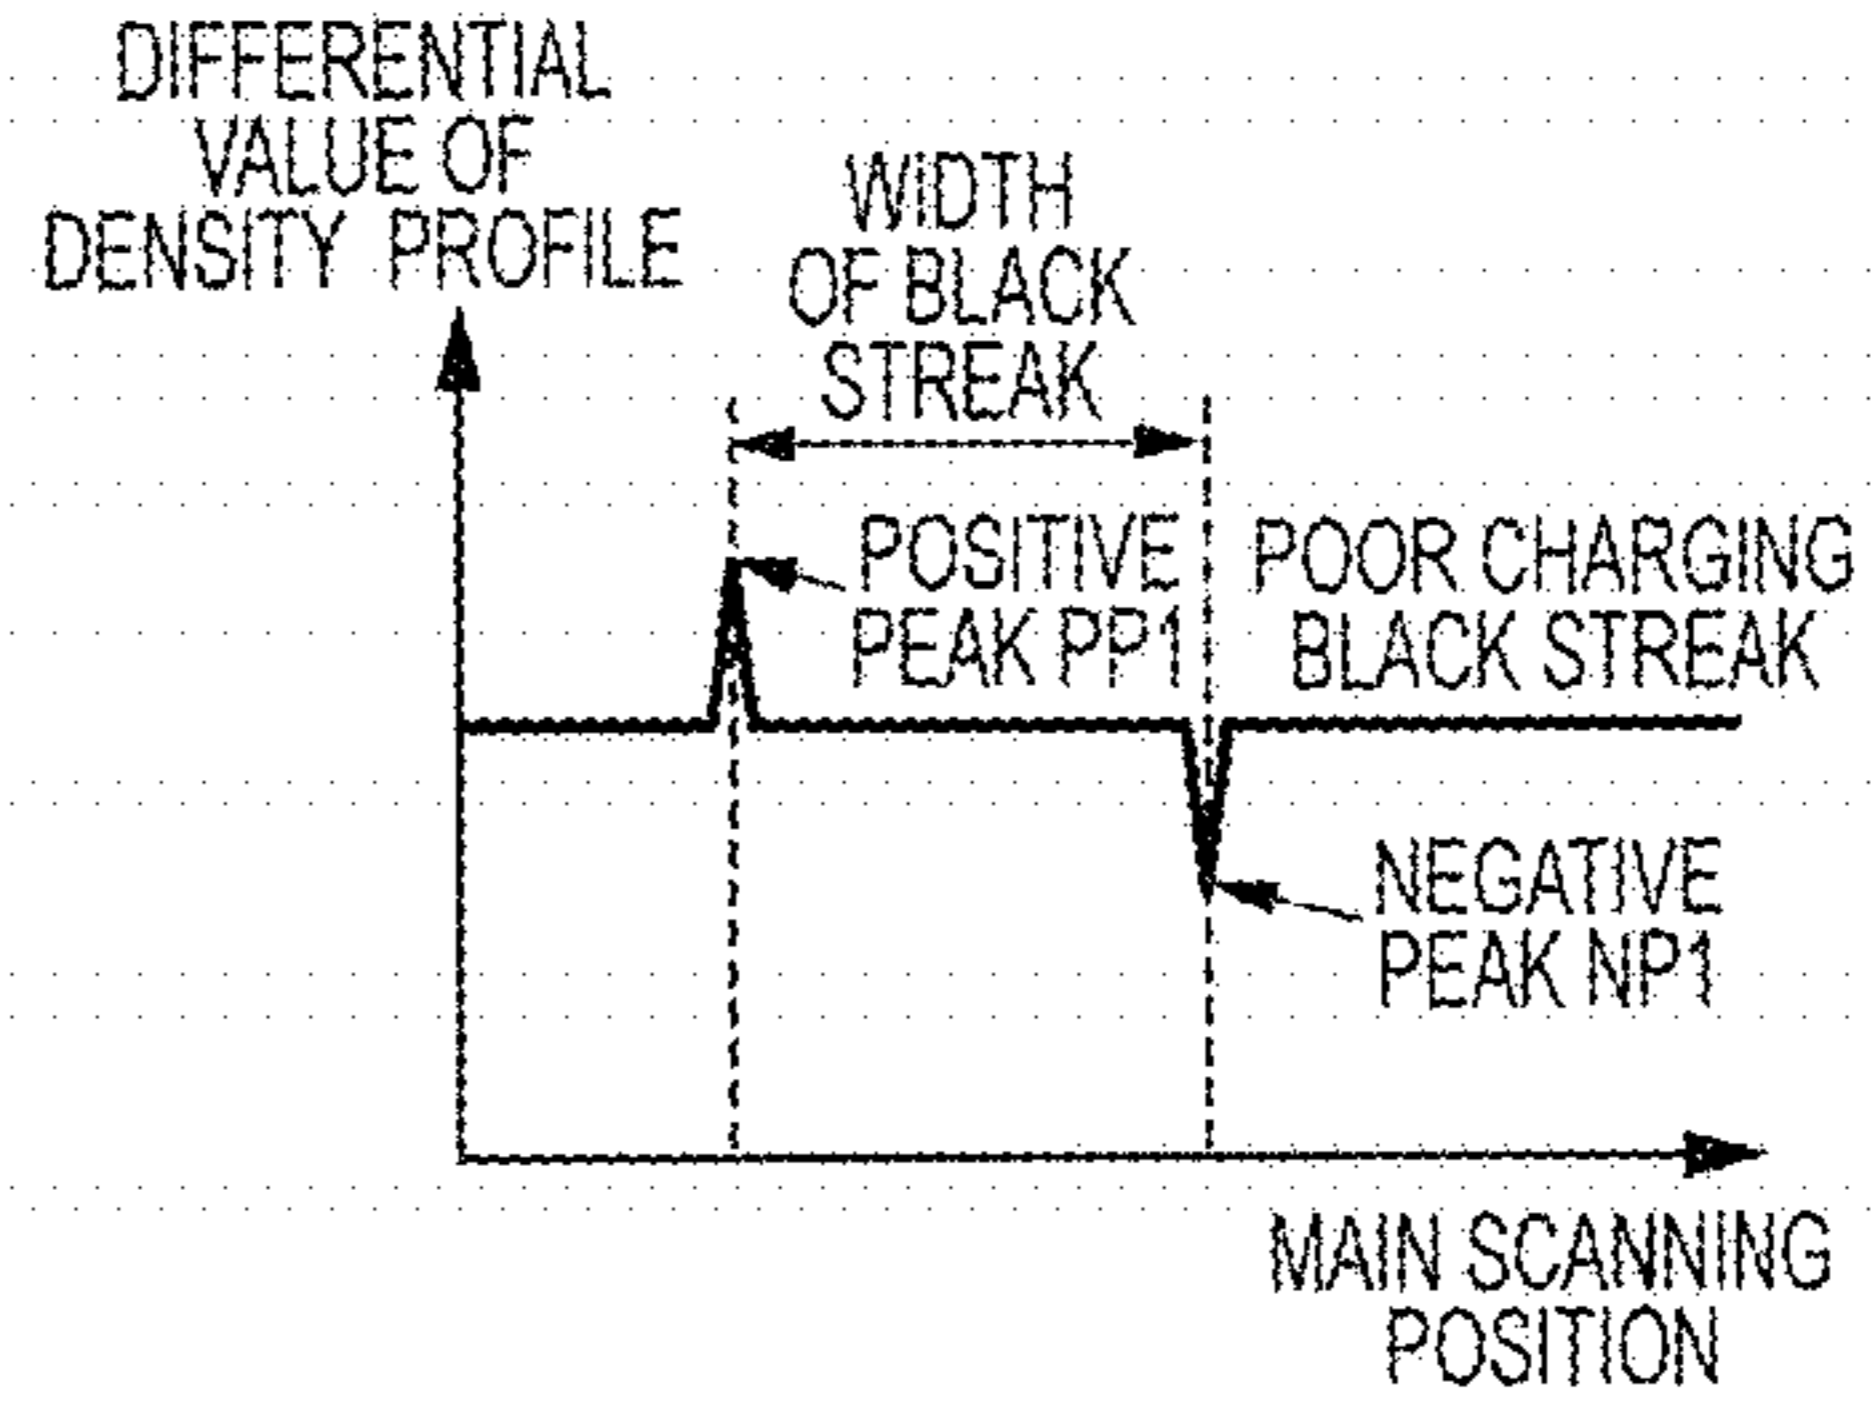 DIFFERENTIAL
VALUE OF
DENSITY PROFILE
WIDTH
OF BLACK
STREAK
POSITIVE
PEAK PP1
POOR CHARGING
BLACK STREAK
NEGATIVE
PEAK NP1
MAIN SCANNING
POSITION